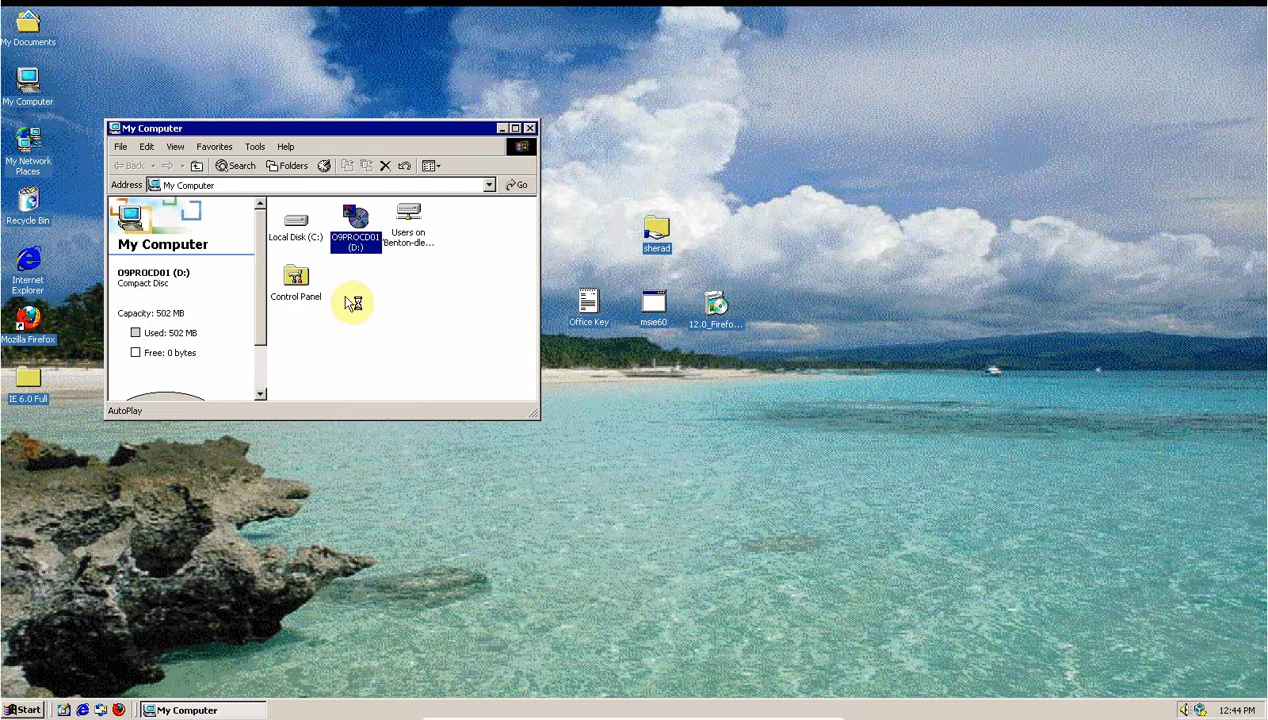 My Documents
My Computer
My Network
Places
Recycle Bin
Internet
Explorer
Mozilla Firefox
IE 6.0 Full
My Computer
File Edit View Favorites Tools Help
Back Search Folders
Address My Computer Go
My Computer
O9PROCD01 (D:)
Compact Disc
Capacity: 502 MB
Used: 502 MB
Free: 0 bytes
Local Disk (C:)
O9PROCD01
(D:)
Users on
'Benton-dle...
Control Panel
AutoPlay
sherad
Office Key
msie60
12.0_Firefo...
Start My Computer 12:44 PM